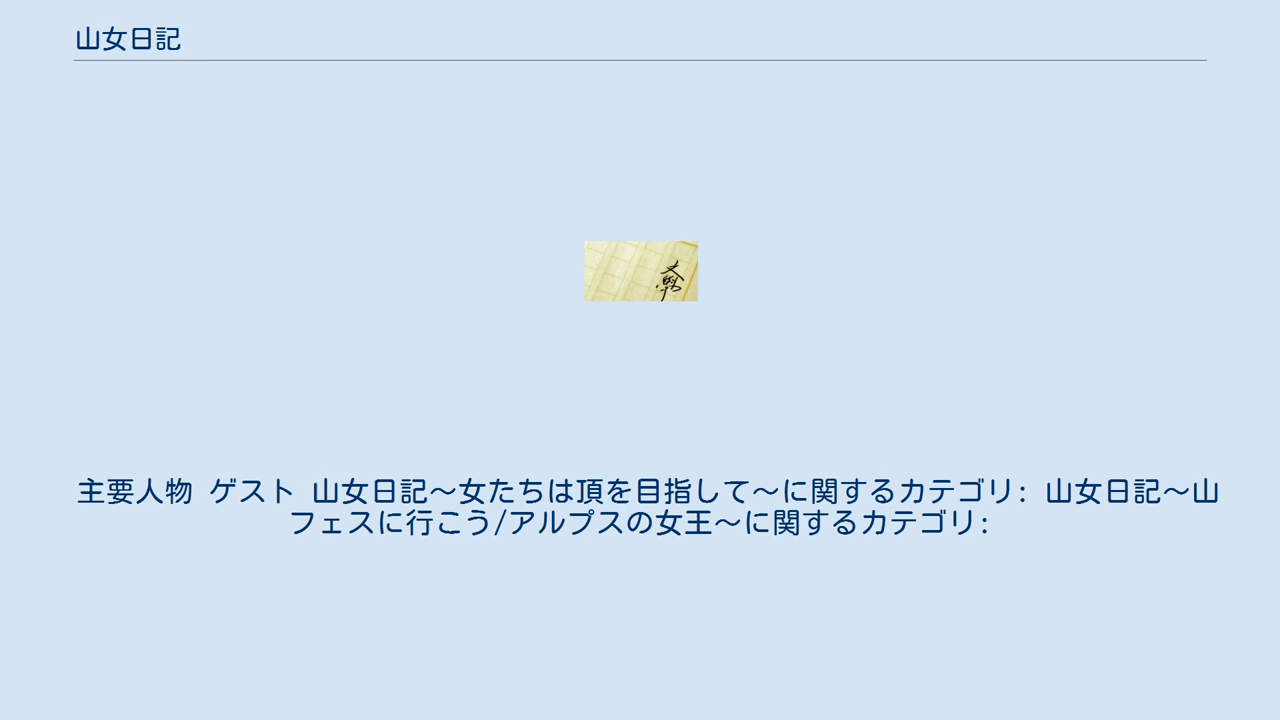 山女日記
主要人物 ゲスト 山女日記〜女たちは頂を目指して〜に関するカテゴリ: 山女日記〜山
フェスに行こう/アルプスの女王〜に関するカテゴリ: